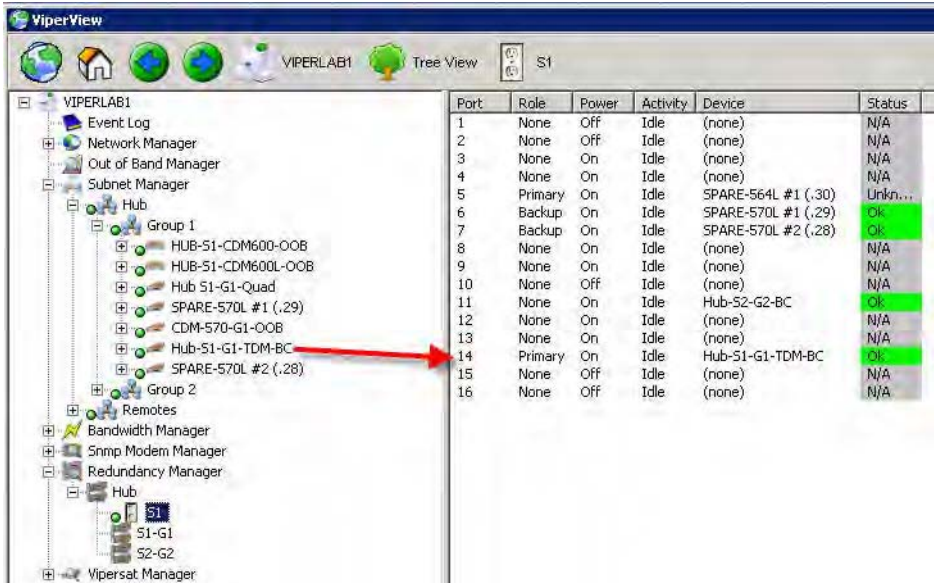 ViperView
VIPERLAB1 Tree View S1
VIPERLAB1
Event Log
Network Manager
Out of Band Manager
Subnet Manager
Hub
Group 1
HUB-S1-CDM600-OOB
HUB-S1-CDM600L-OOB
Hub S1-G1-Quad
SPARE-570L #1 (.29)
CDM-570-G1-OOB
Hub-S1-G1-TDM-BC
SPARE-570L #2 (.28)
Group 2
Remotes
Bandwidth Manager
Snmp Modem Manager
Redundancy Manager
Hub
S1
S1-G1
S2-G2
Vipersat Manager
Port Role Power Activity Device Status
1 None Off Idle (none) N/A
2 None Off Idle (none) N/A
3 None On Idle (none) N/A
4 None On Idle (none) N/A
5 Primary On Idle SPARE-564L #1 (.30) Unkn...
6 Backup On Idle SPARE-570L #1 (.29) Ok
7 Backup On Idle SPARE-570L #2 (.28) Ok
8 None On Idle (none) N/A
9 None On Idle (none) N/A
10 None Off Idle (none) N/A
11 None On Idle Hub-S2-G2-BC Ok
12 None On Idle (none) N/A
13 None On Idle (none) N/A
14 Primary On Idle Hub-S1-G1-TDM-BC Ok
15 None Off Idle (none) N/A
16 None Off Idle (none) N/A